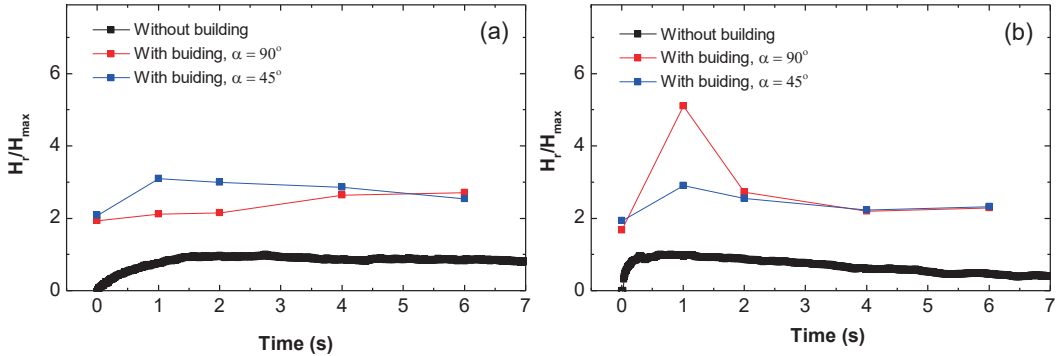 (a)
Without building
With buiding, α = 90°
With buiding, α = 45°
6
4
2
0
0 1 2 3 4 5 6 7
Hr/Hmax
Time (s)
(b)
Without building
With buiding, α = 90°
With buiding, α = 45°
6
4
2
0
0 1 2 3 4 5 6 7
Hr/Hmax
Time (s)